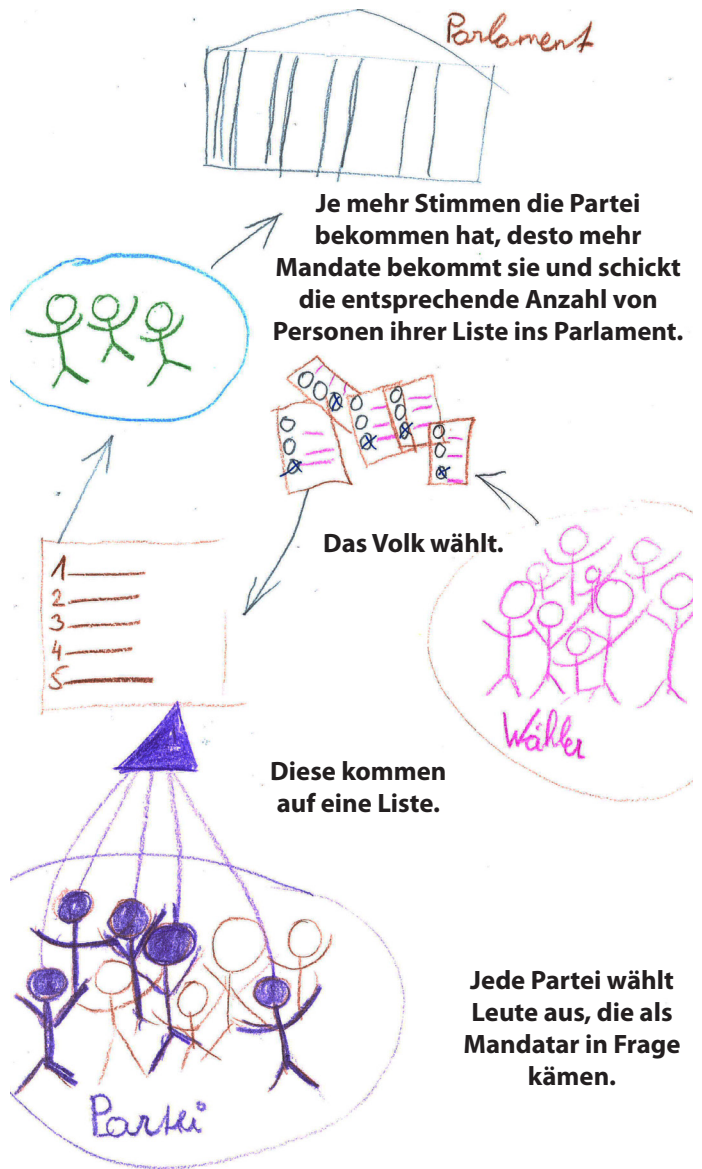 Parlament
Je mehr Stimmen die Partei
bekommen hat, desto mehr
Mandate bekommt sie und schickt
die entsprechende Anzahl von
Personen ihrer Liste ins Parlament.
Das Volk wählt.
1
2
3
4
5
Wähler
Diese kommen
auf eine Liste.
Jede Partei wählt
Leute aus, die als
Mandatar in Frage
kämen.
Partei